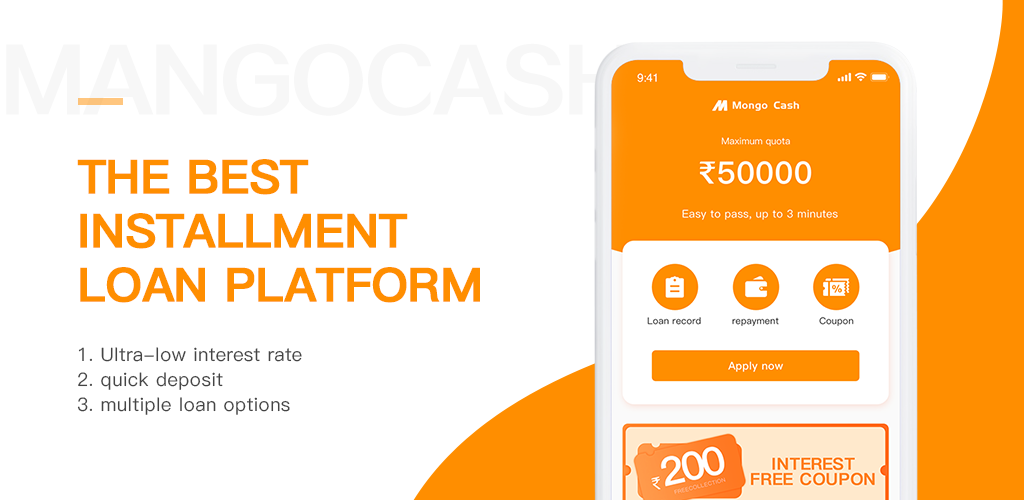 MANGOCASH
THE BEST
INSTALLMENT
LOAN PLATFORM
1. Ultra-low interest rate
2. quick deposit
3. multiple loan options
9:41
Mongo Cash
Maximum quota
₹50000
Easy to pass, up to 3 minutes
Loan record
repayment
Coupon
Apply now
₹200
FREECOLLECTION
INTEREST
FREE COUPON